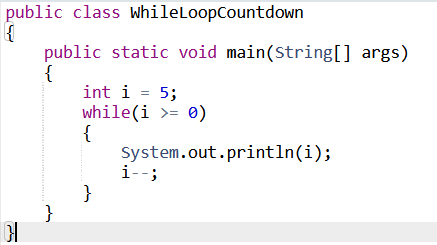 public class WhileLoopCountdown
{
    public static void main(String[] args)
    {
        int i = 5;
        while(i >= 0)
        {
            System.out.println(i);
            i--;
        }
    }
}